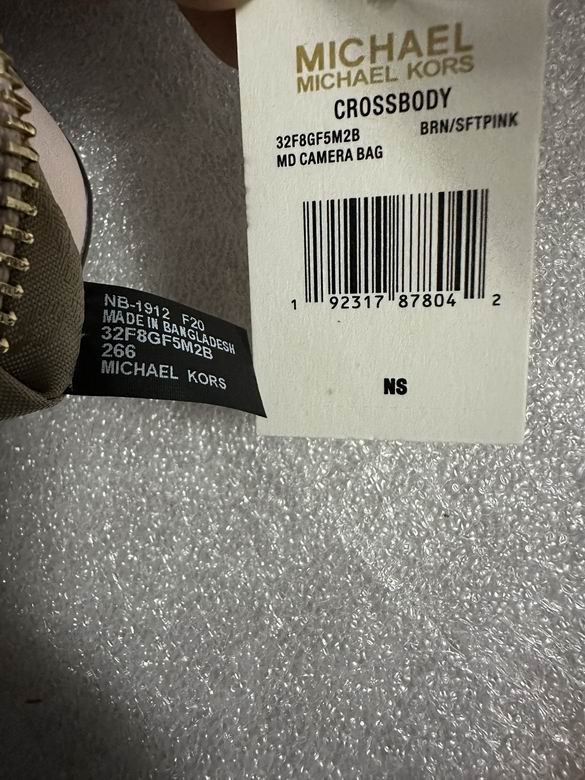 MICHAEL
MICHAEL KORS
CROSSBODY
32F8GF5M2B BRN/SFTPINK
MD CAMERA BAG
1 92317 87804 2
NS
NB-1912 F20
MADE IN BANGLADESH
32F8GF5M2B
266
MICHAEL KORS